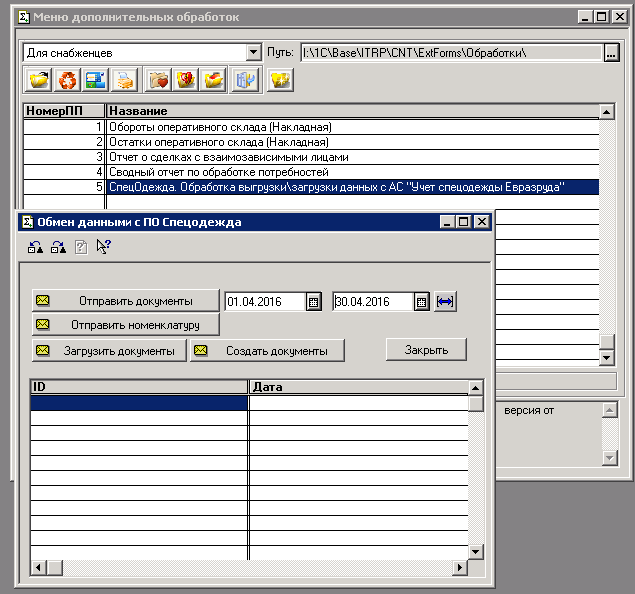 Меню дополнительных обработок
Для снабженцев
Путь: I:\1C\Base\ITRP\CNT\ExtForms\Обработки\ ...
НомерПП Название
1 Обороты оперативного склада (Накладная)
2 Остатки оперативного склада (Накладная)
3 Отчет о сделках с взаимозависимыми лицами
4 Сводный отчет по обработке потребностей
5 СпецОдежда. Обработка выгрузки\загрузки данных с АС "Учет спецодежды Евразруда"
Обмен данными с ПО Спецодежда
Отправить документы 01.04.2016 30.04.2016
Отправить номенклатуру
Загрузить документы Создать документы Закрыть
ID Дата
версия от